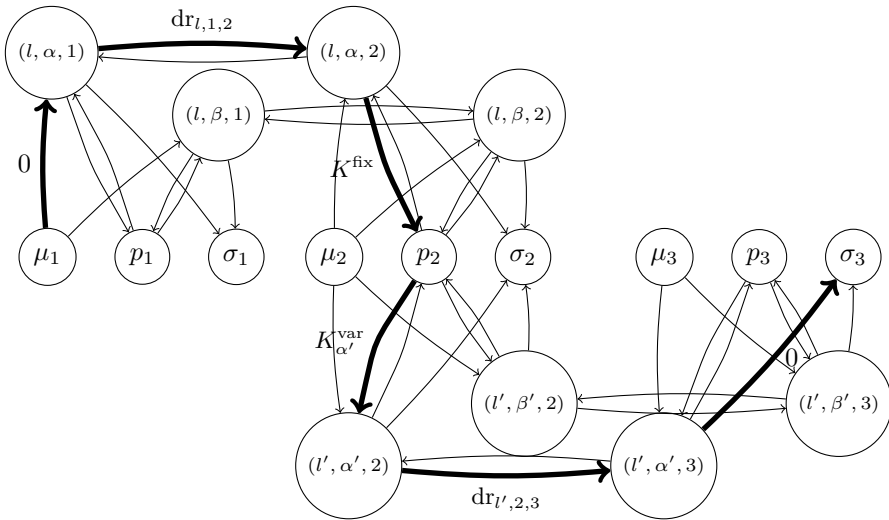 dr_{l,1,2}
(l, α, 1) (l, α, 2)
(l, β, 1) (l, β, 2)
0 K^{fix}
μ_1 p_1 σ_1 μ_2 p_2 σ_2 μ_3 p_3 σ_3
K^{var}_{α'} 0
(l', β', 2) (l', β', 3)
(l', α', 2) (l', α', 3)
dr_{l',2,3}